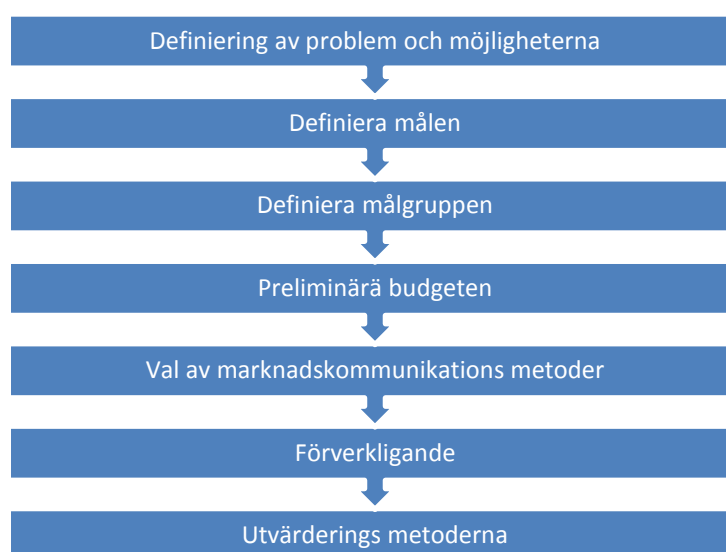 Definiering av problem och möjligheterna
Definiera målen
Definiera målgruppen
Preliminärä budgeten
Val av marknadskommunikations metoder
Förverkligande
Utvärderings metoderna